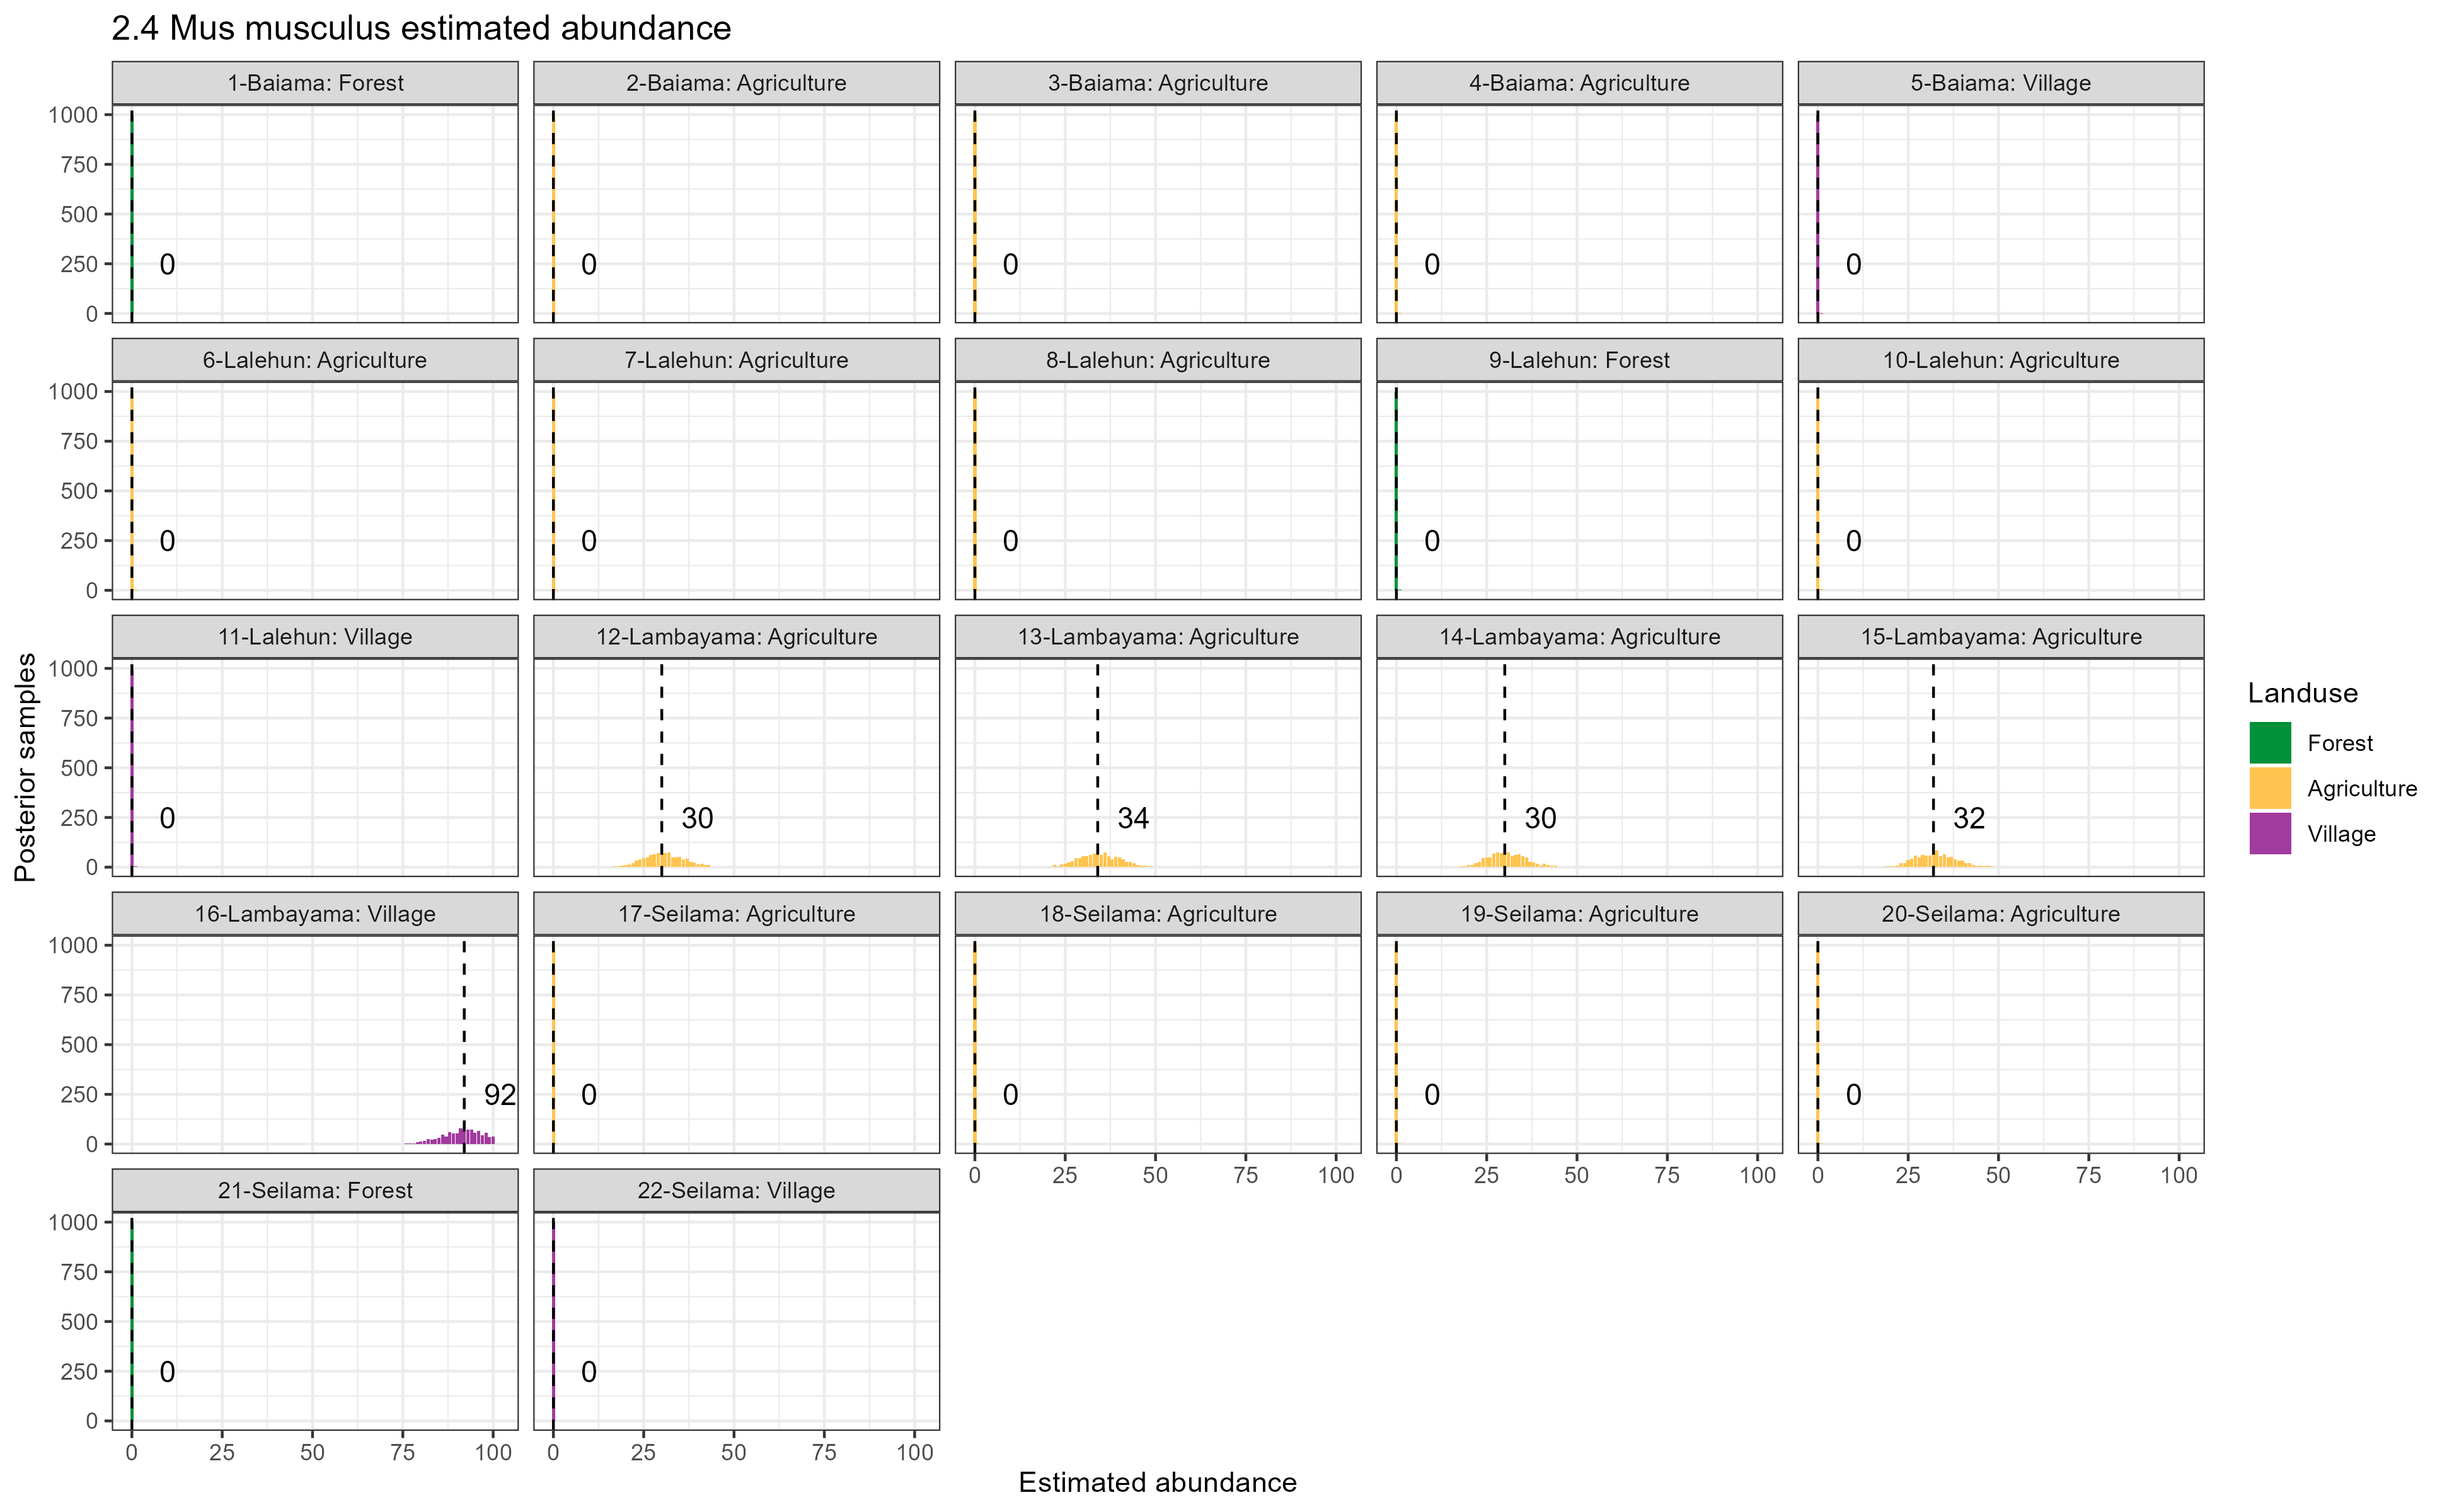 2.4 Mus musculus estimated abundance
1-Baiama: Forest
2-Baiama: Agriculture
3-Baiama: Agriculture
4-Baiama: Agriculture
5-Baiama: Village
1000
750
500
250
0
0
0
0
0
0
6-Lalehun: Agriculture
7-Lalehun: Agriculture
8-Lalehun: Agriculture
9-Lalehun: Forest
10-Lalehun: Agriculture
1000
750
500
250
0
0
0
0
0
0
11-Lalehun: Village
12-Lambayama: Agriculture
13-Lambayama: Agriculture
14-Lambayama: Agriculture
15-Lambayama: Agriculture
1000
750
500
250
0
0
30
34
30
32
16-Lambayama: Village
17-Seilama: Agriculture
18-Seilama: Agriculture
19-Seilama: Agriculture
20-Seilama: Agriculture
1000
750
500
250
0
92
0
0
0
0
0 25 50 75 100
0 25 50 75 100
0 25 50 75 100
21-Seilama: Forest
22-Seilama: Village
1000
750
500
250
0
0
0
0 25 50 75 100
0 25 50 75 100
Estimated abundance
Posterior samples
Landuse
Forest
Agriculture
Village